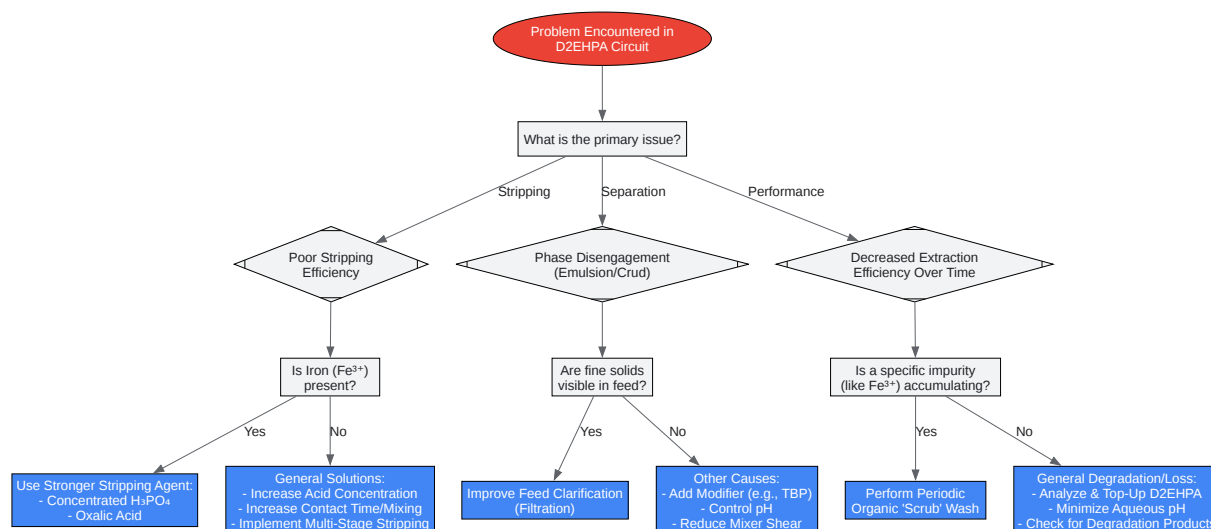 Problem Encountered in
D2EHPA Circuit
What is the primary issue?
Stripping
Separation
Performance
Poor Stripping
Efficiency
Phase Disengagement
(Emulsion/Crud)
Decreased Extraction
Efficiency Over Time
Is Iron (Fe³⁺)
present?
Are fine solids
visible in feed?
Is a specific impurity
(like Fe³⁺) accumulating?
Yes
No
Yes
No
Yes
No
Use Stronger Stripping Agent:
- Concentrated H₃PO₄
- Oxalic Acid
General Solutions:
- Increase Acid Concentration
- Increase Contact Time/Mixing
- Implement Multi-Stage Stripping
Improve Feed Clarification
(Filtration)
Other Causes:
- Add Modifier (e.g., TBP)
- Control pH
- Reduce Mixer Shear
Perform Periodic
Organic 'Scrub' Wash
General Degradation/Loss:
- Analyze & Top-Up D2EHPA
- Minimize Aqueous pH
- Check for Degradation Products